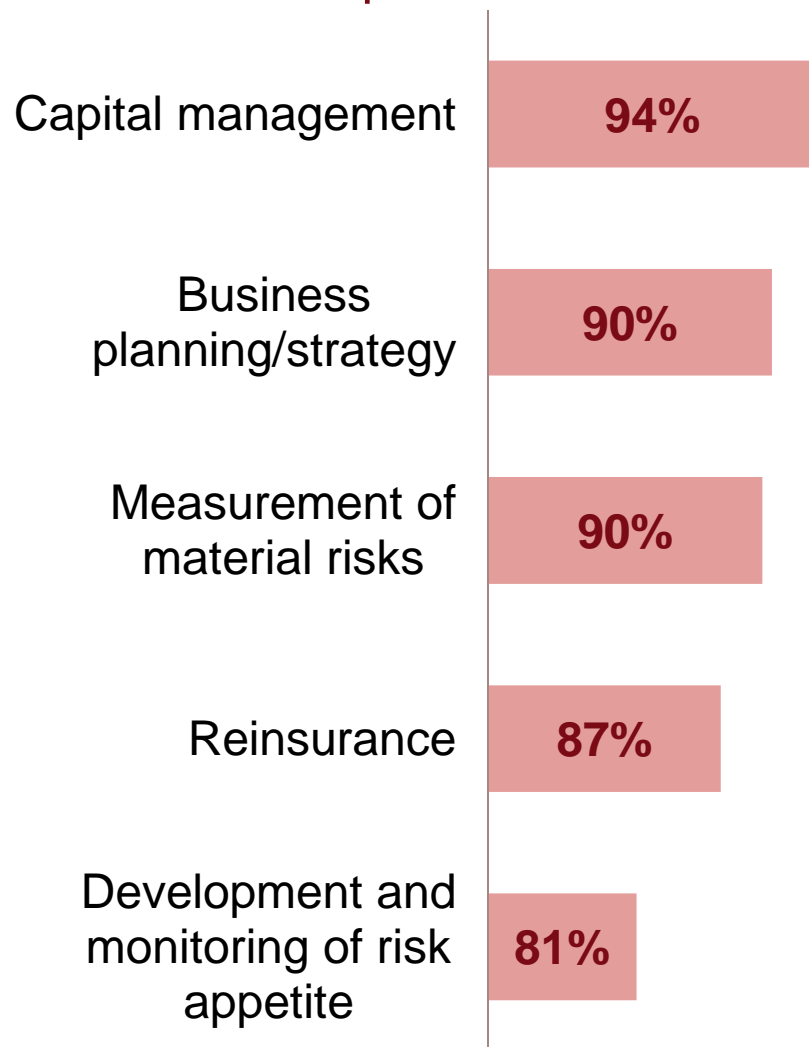 Capital management
94%
Business
planning/strategy
90%
Measurement of
material risks
90%
Reinsurance
87%
Development and
monitoring of risk
appetite
81%